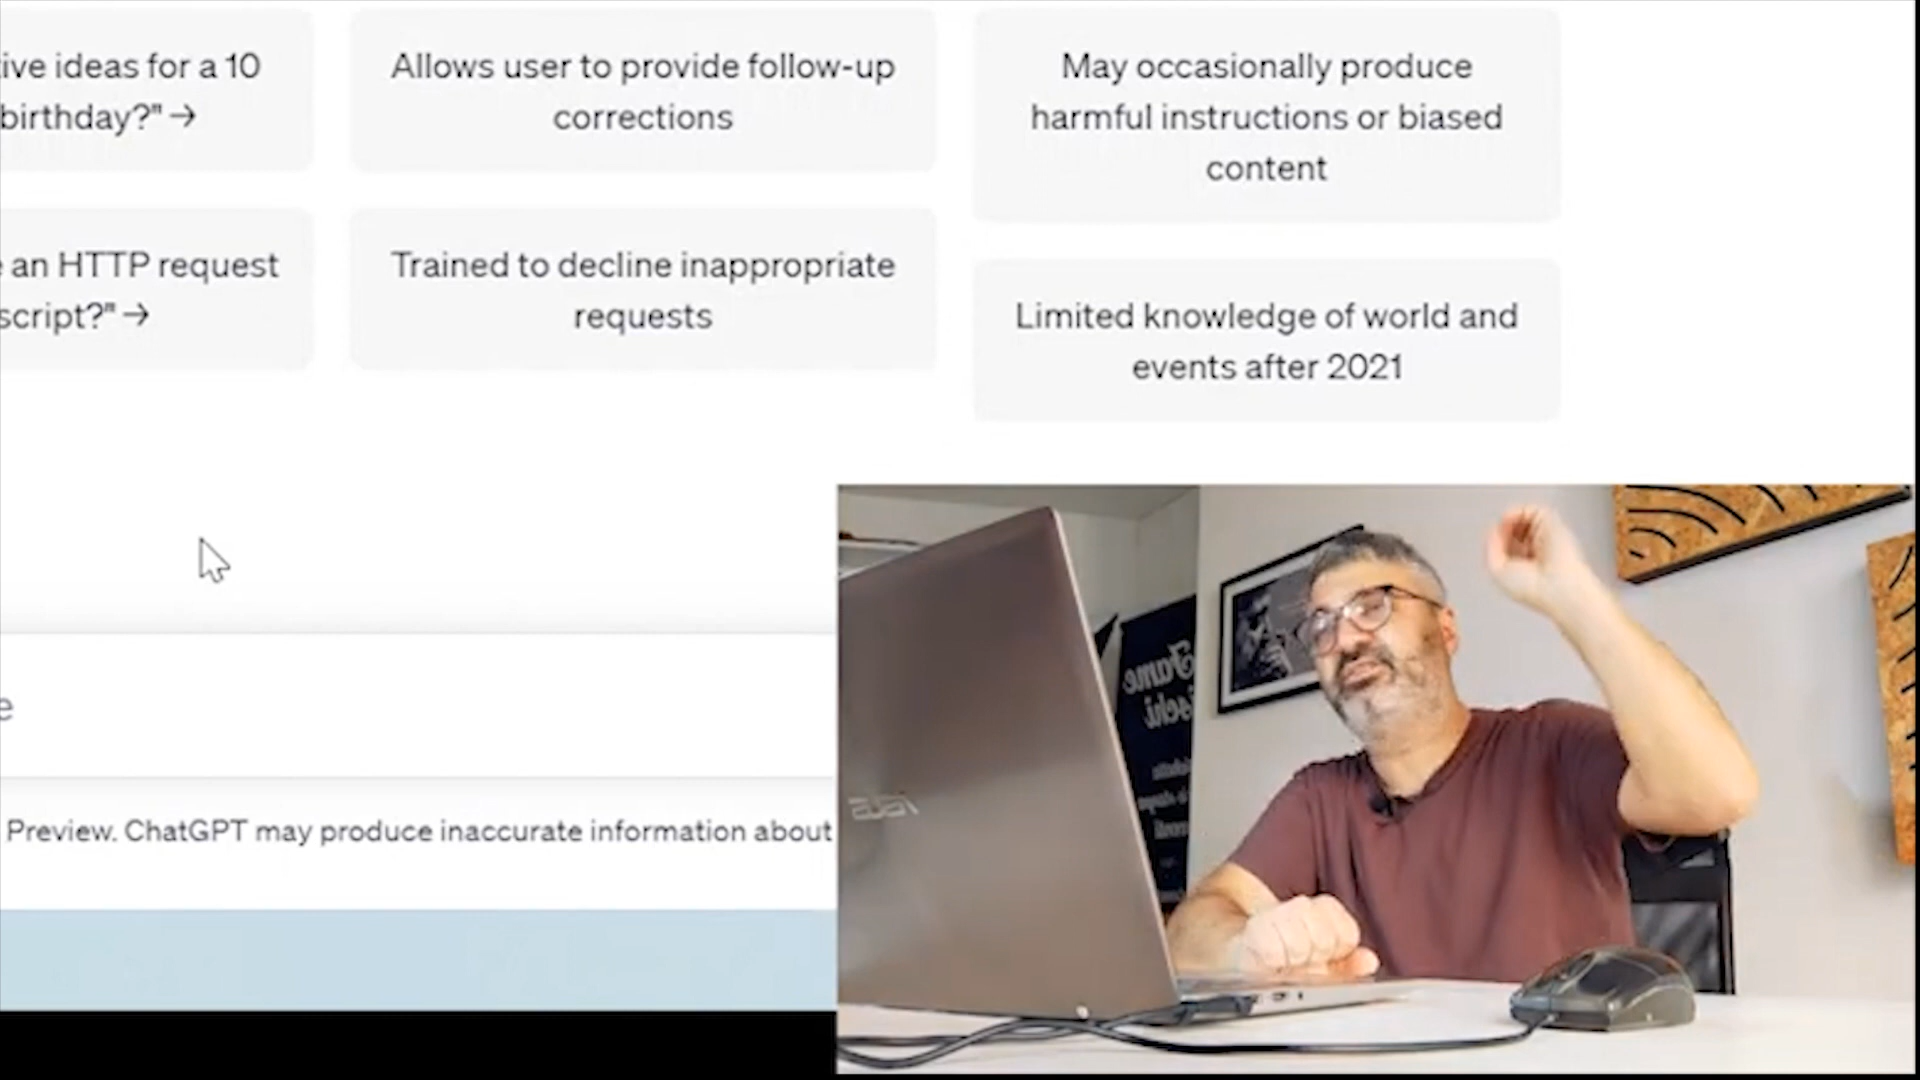 ive ideas for a 10
birthday?" →
an HTTP request
script?" →
Allows user to provide follow-up
corrections
Trained to decline inappropriate
requests
May occasionally produce
harmful instructions or biased
content
Limited knowledge of world and
events after 2021
e
Preview. ChatGPT may produce inaccurate information about
ASUS
Fame